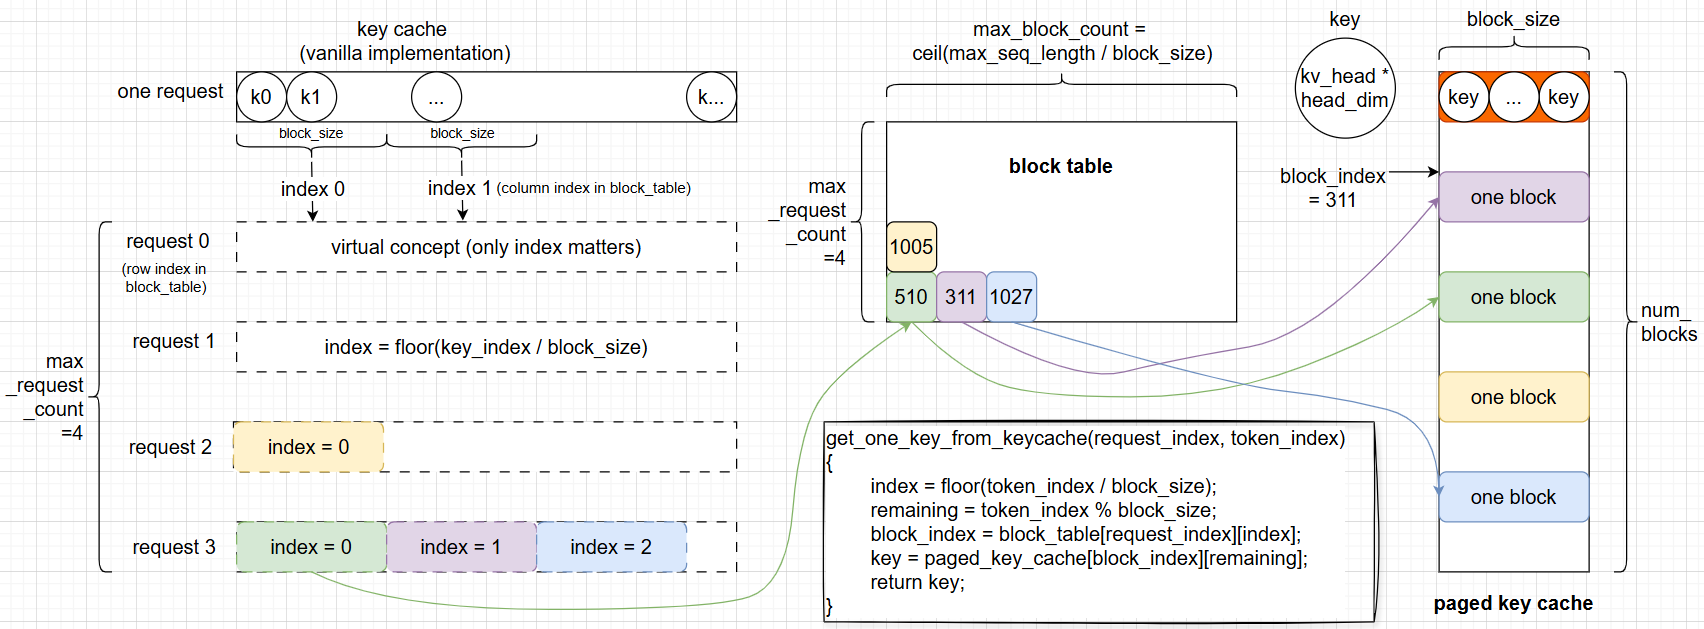 key cache
(vanilla implementation)
one request
k0
k1
...
k...
block_size
block_size
index 0
index 1 (column index in block_table)
max
_request
_count
=4
request 0
(row index in
block_table)
virtual concept (only index matters)
request 1
index = floor(key_index / block_size)
request 2
index = 0
request 3
index = 0
index = 1
index = 2
max_block_count =
ceil(max_seq_length / block_size)
max
_request
_count
=4
block table
1005
510
311
1027
get_one_key_from_keycache(request_index, token_index)
{
index = floor(token_index / block_size);
remaining = token_index % block_size;
block_index = block_table[request_index][index];
key = paged_key_cache[block_index][remaining];
return key;
}
key
kv_head *
head_dim
block_size
key
...
key
block_index
= 311
one block
one block
one block
one block
num_
blocks
paged key cache